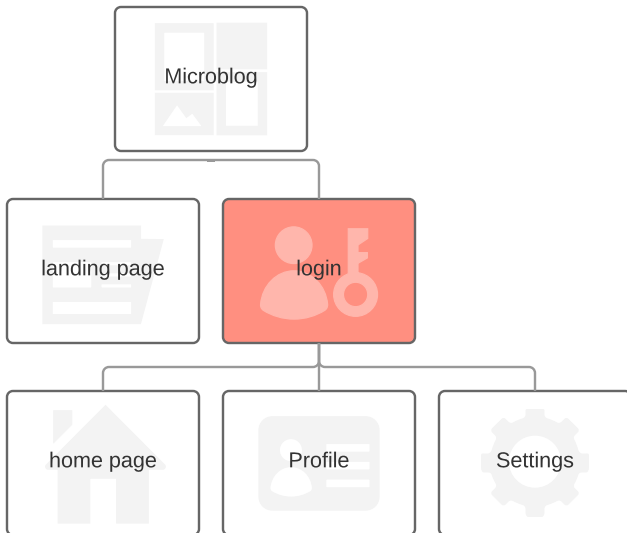 Microblog
landing page
login
home page
Profile
Settings